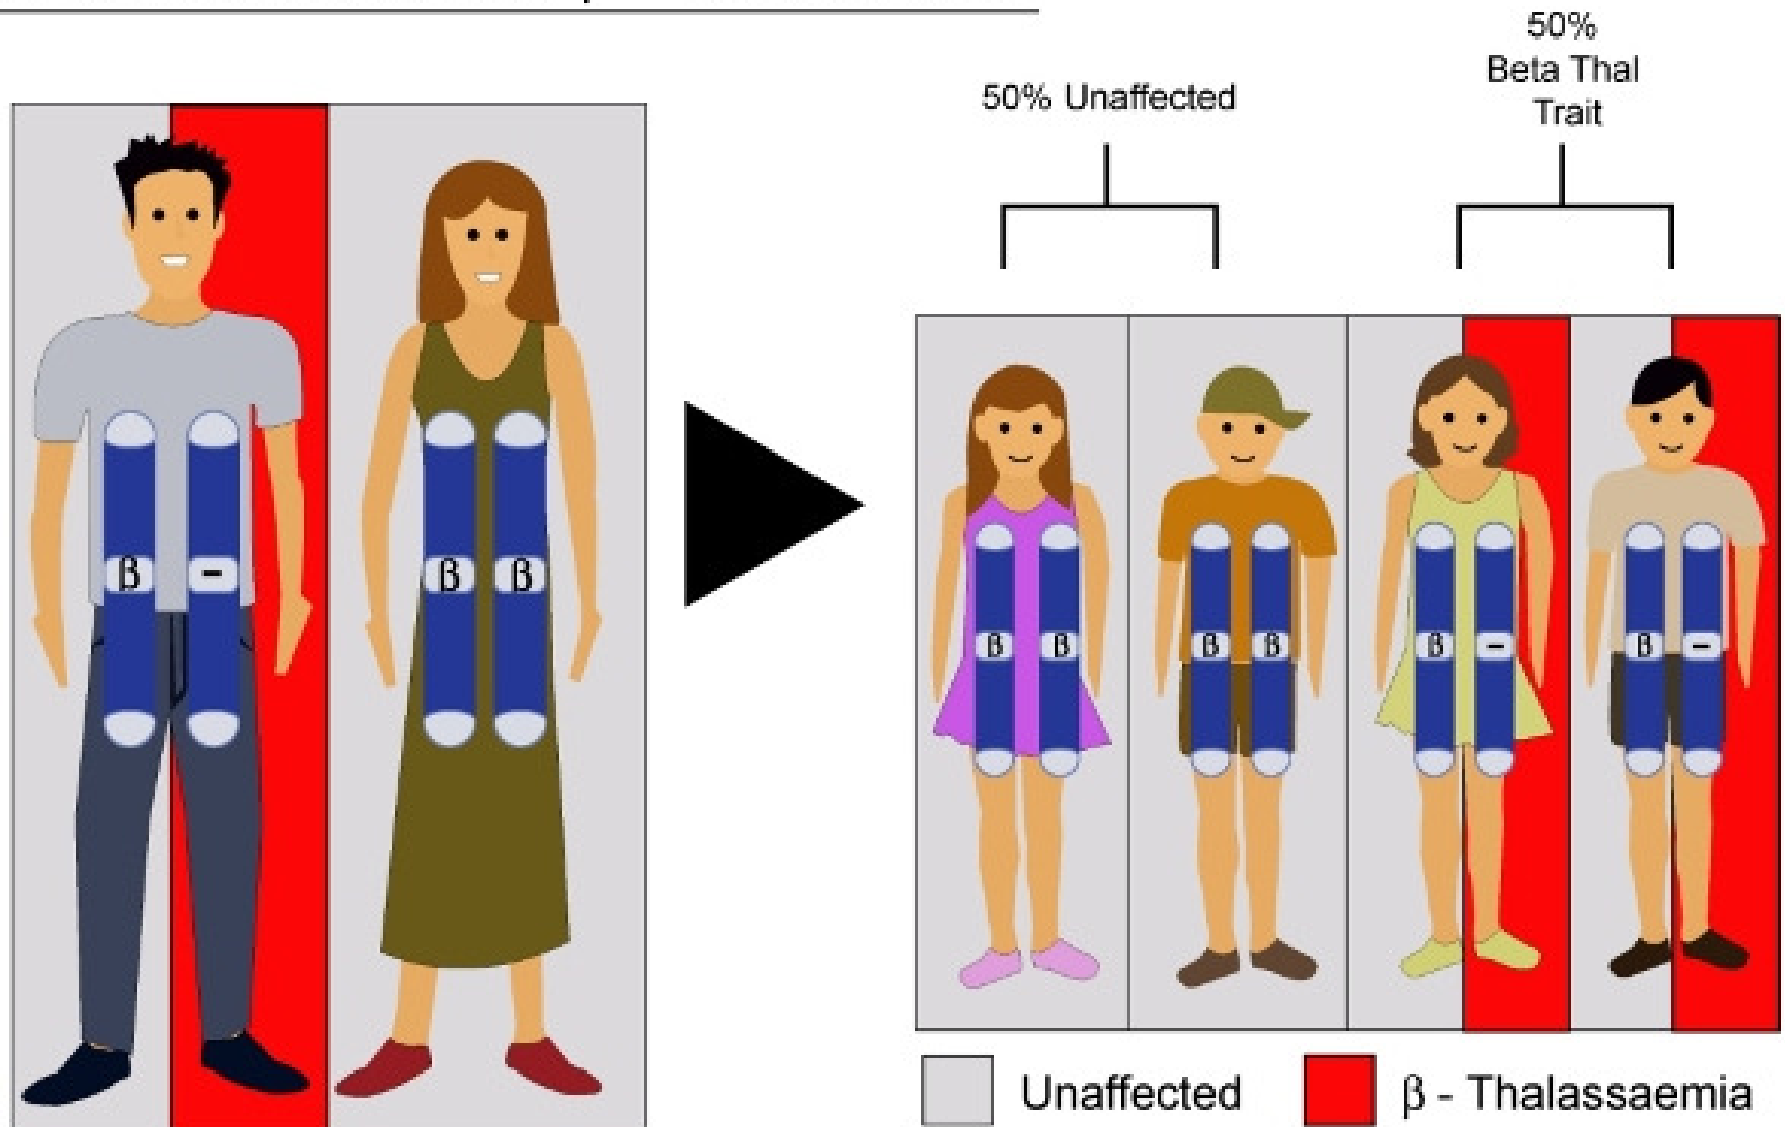 50%
Beta Thal
Trait
50% Unaffected
β -
β β
β β
β β
β -
β -
Unaffected
β - Thalassaemia